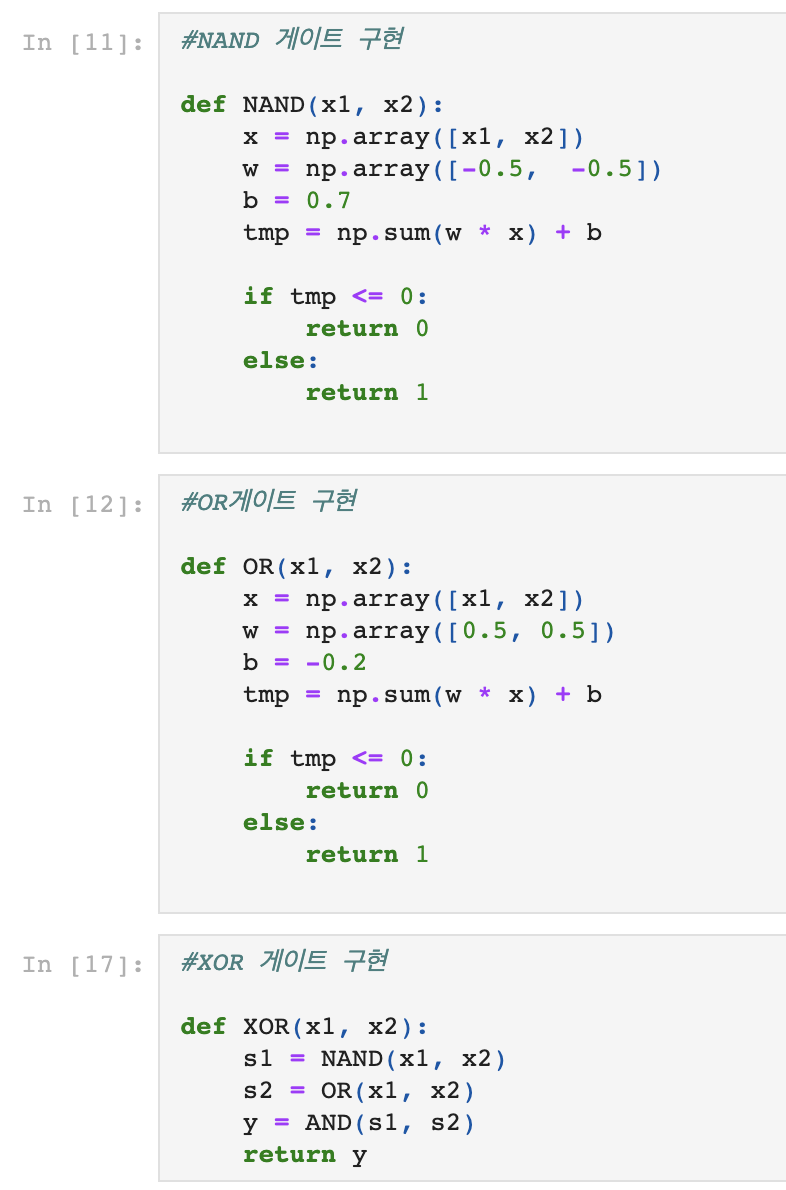 In [11]:
#NAND 게이트 구현
def NAND(x1, x2):
    x = np.array([x1, x2])
    w = np.array([-0.5,  -0.5])
    b = 0.7
    tmp = np.sum(w * x) + b
    if tmp <= 0:
        return 0
    else:
        return 1
In [12]:
#OR게이트 구현
def OR(x1, x2):
    x = np.array([x1, x2])
    w = np.array([0.5, 0.5])
    b = -0.2
    tmp = np.sum(w * x) + b
    if tmp <= 0:
        return 0
    else:
        return 1
In [17]:
#XOR 게이트 구현
def XOR(x1, x2):
    s1 = NAND(x1, x2)
    s2 = OR(x1, x2)
    y = AND(s1, s2)
    return y